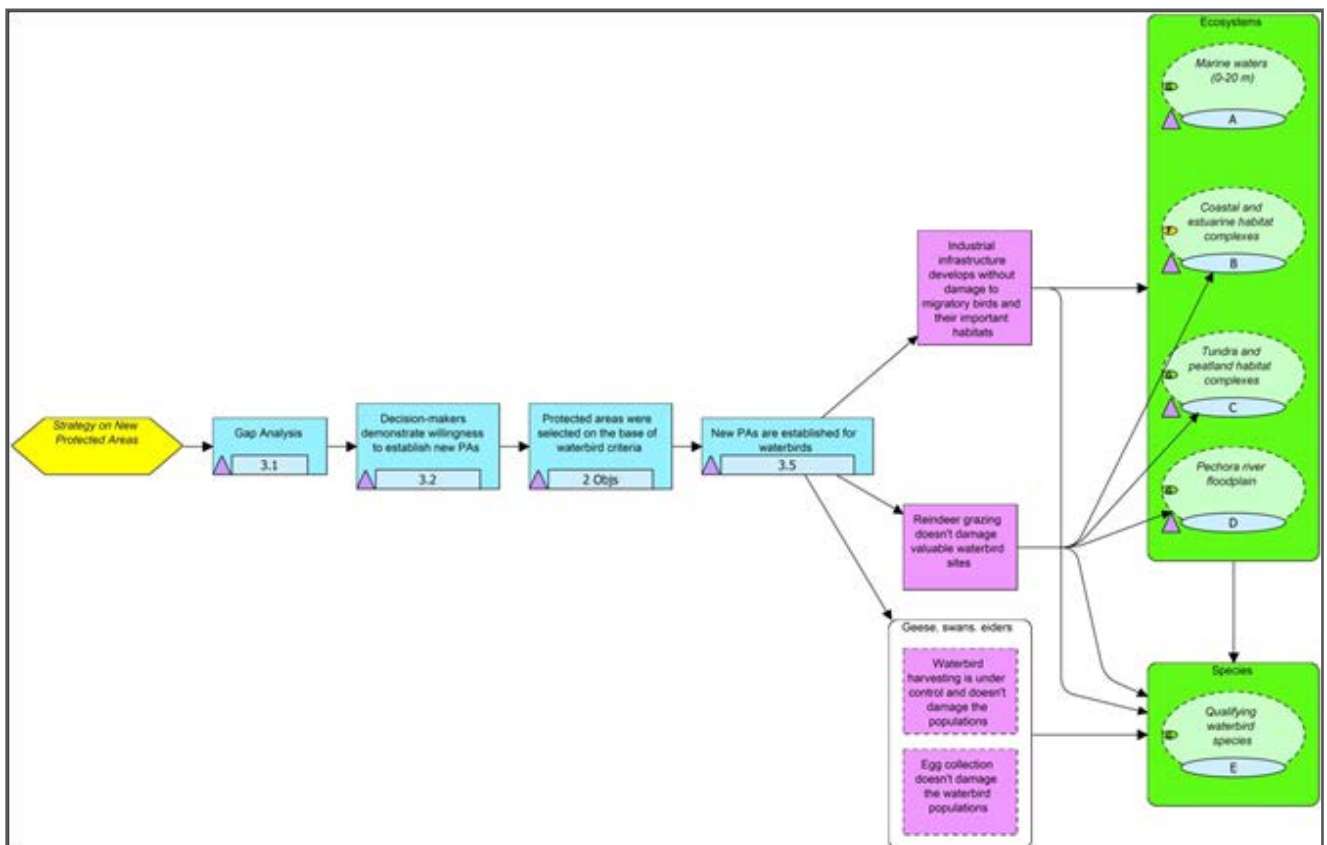 Strategy on New
Protected Areas
Gap Analysis
3.1
Decision-makers
demonstrate willingness
to establish new PAs
3.2
Protected areas were
selected on the base of
waterbird criteria
2 Objs
New PAs are established for
waterbirds
3.5
Industrial
infrastructure
develops without
damage to
migratory birds and
their important
habitats
Reindeer grazing
doesn't damage
valuable waterbird
sites
Geese, swans. eiders
Waterbird
harvesting is under
control and doesn't
damage the
populations
Egg collection
doesn't damage
the waterbird
populations
Ecosystems
Marine waters
(0-20 m)
A
Coastal and
estuarine habitat
complexes
B
Tundra and
peatland habitat
complexes
C
Pechora river
floodplain
D
Species
Qualifying
waterbird
species
E